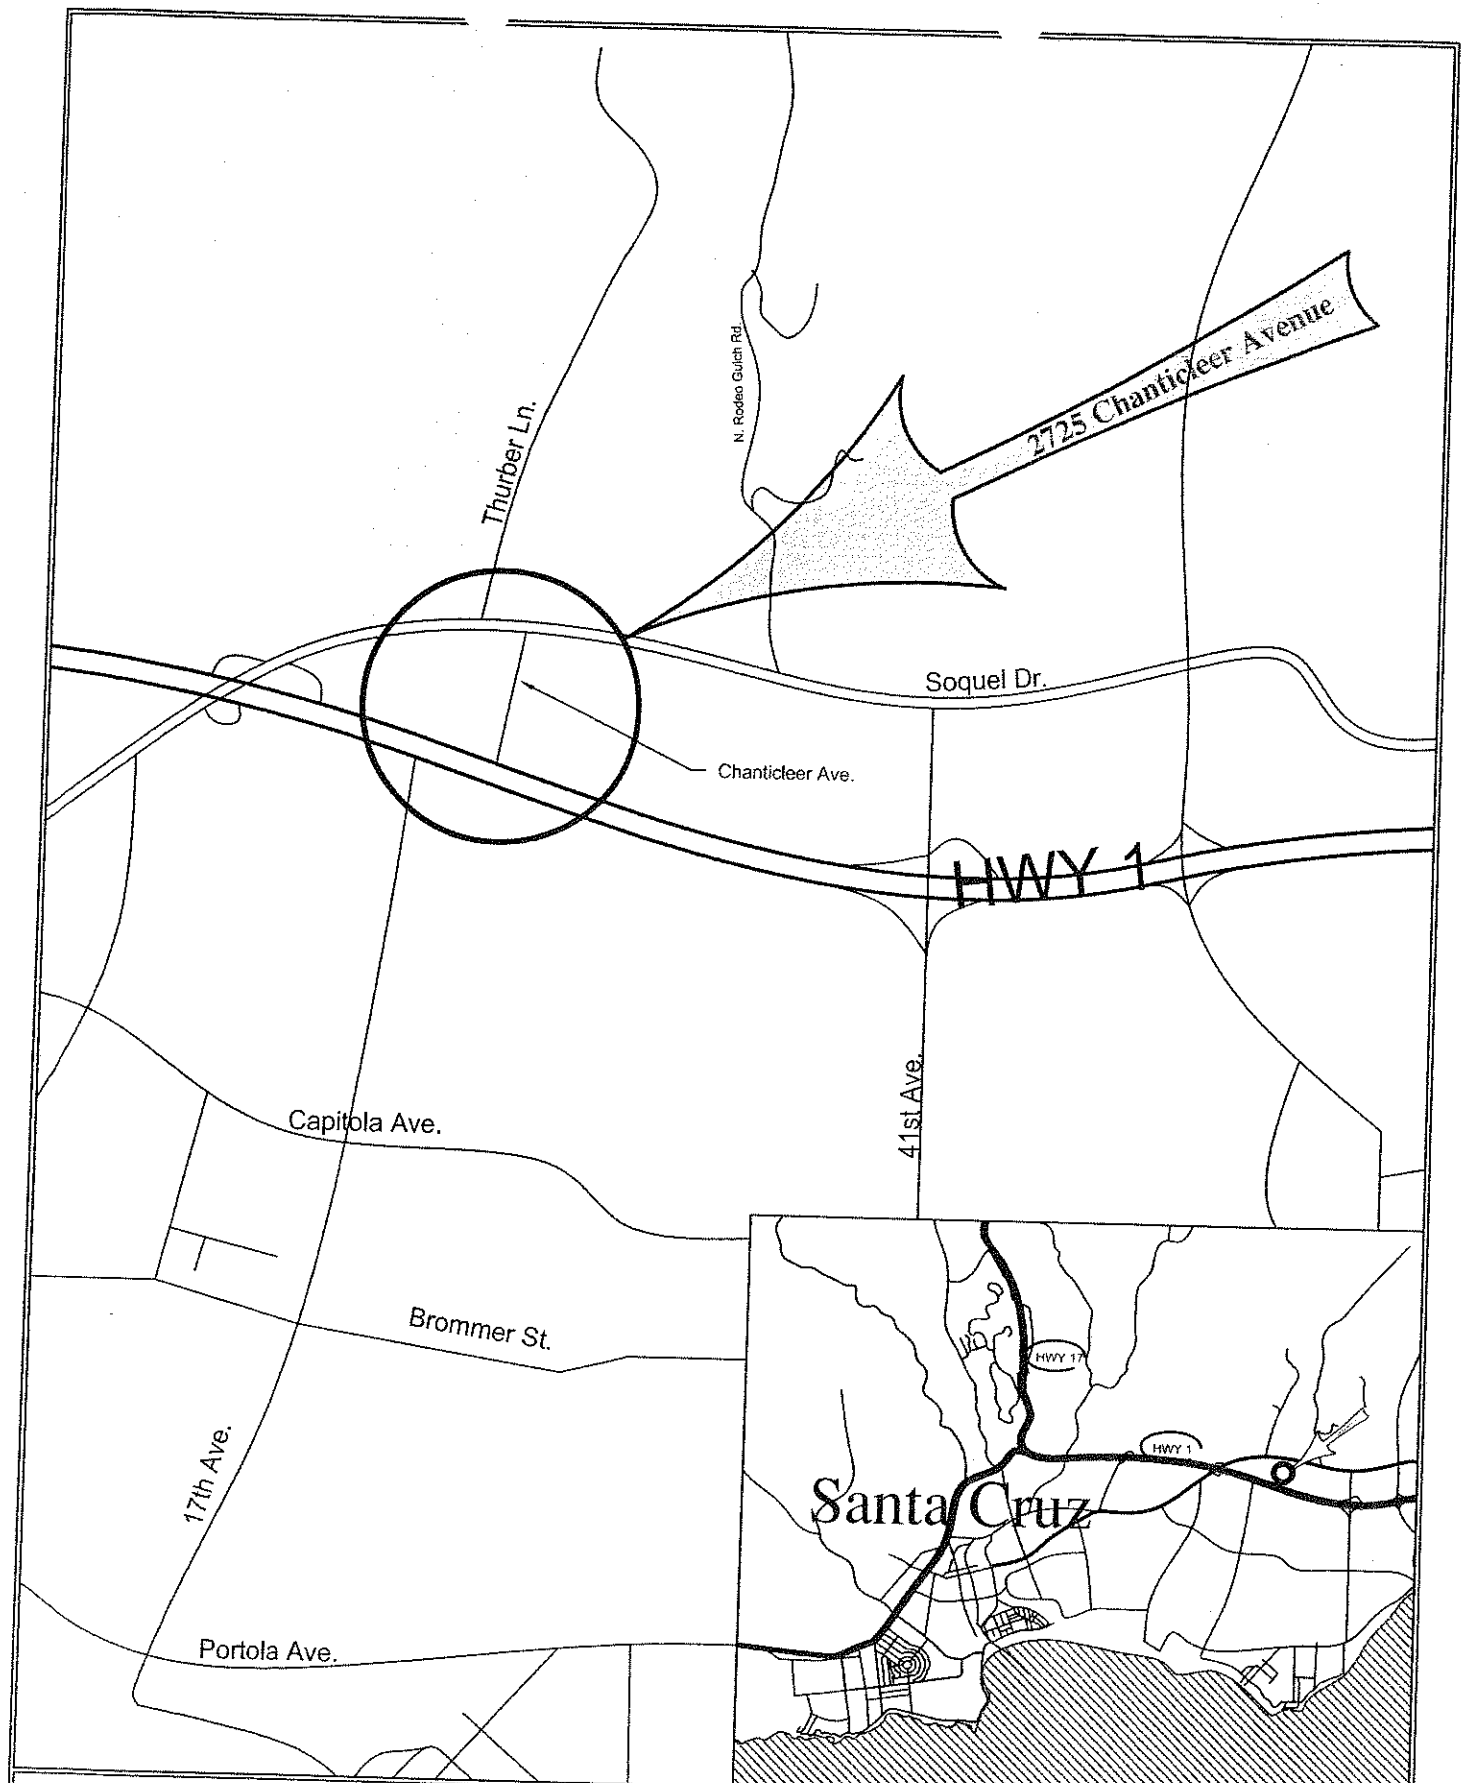 2725 Chanticleer Avenue
N. Rodeo Gulch Rd.
Thurber Ln.
Soquel Dr.
Chanticleer Ave.
HWY 1
41st Ave.
Capitola Ave.
Brommer St.
HWY 17
HWY 1
Santa Cruz
17th Ave.
Portola Ave.